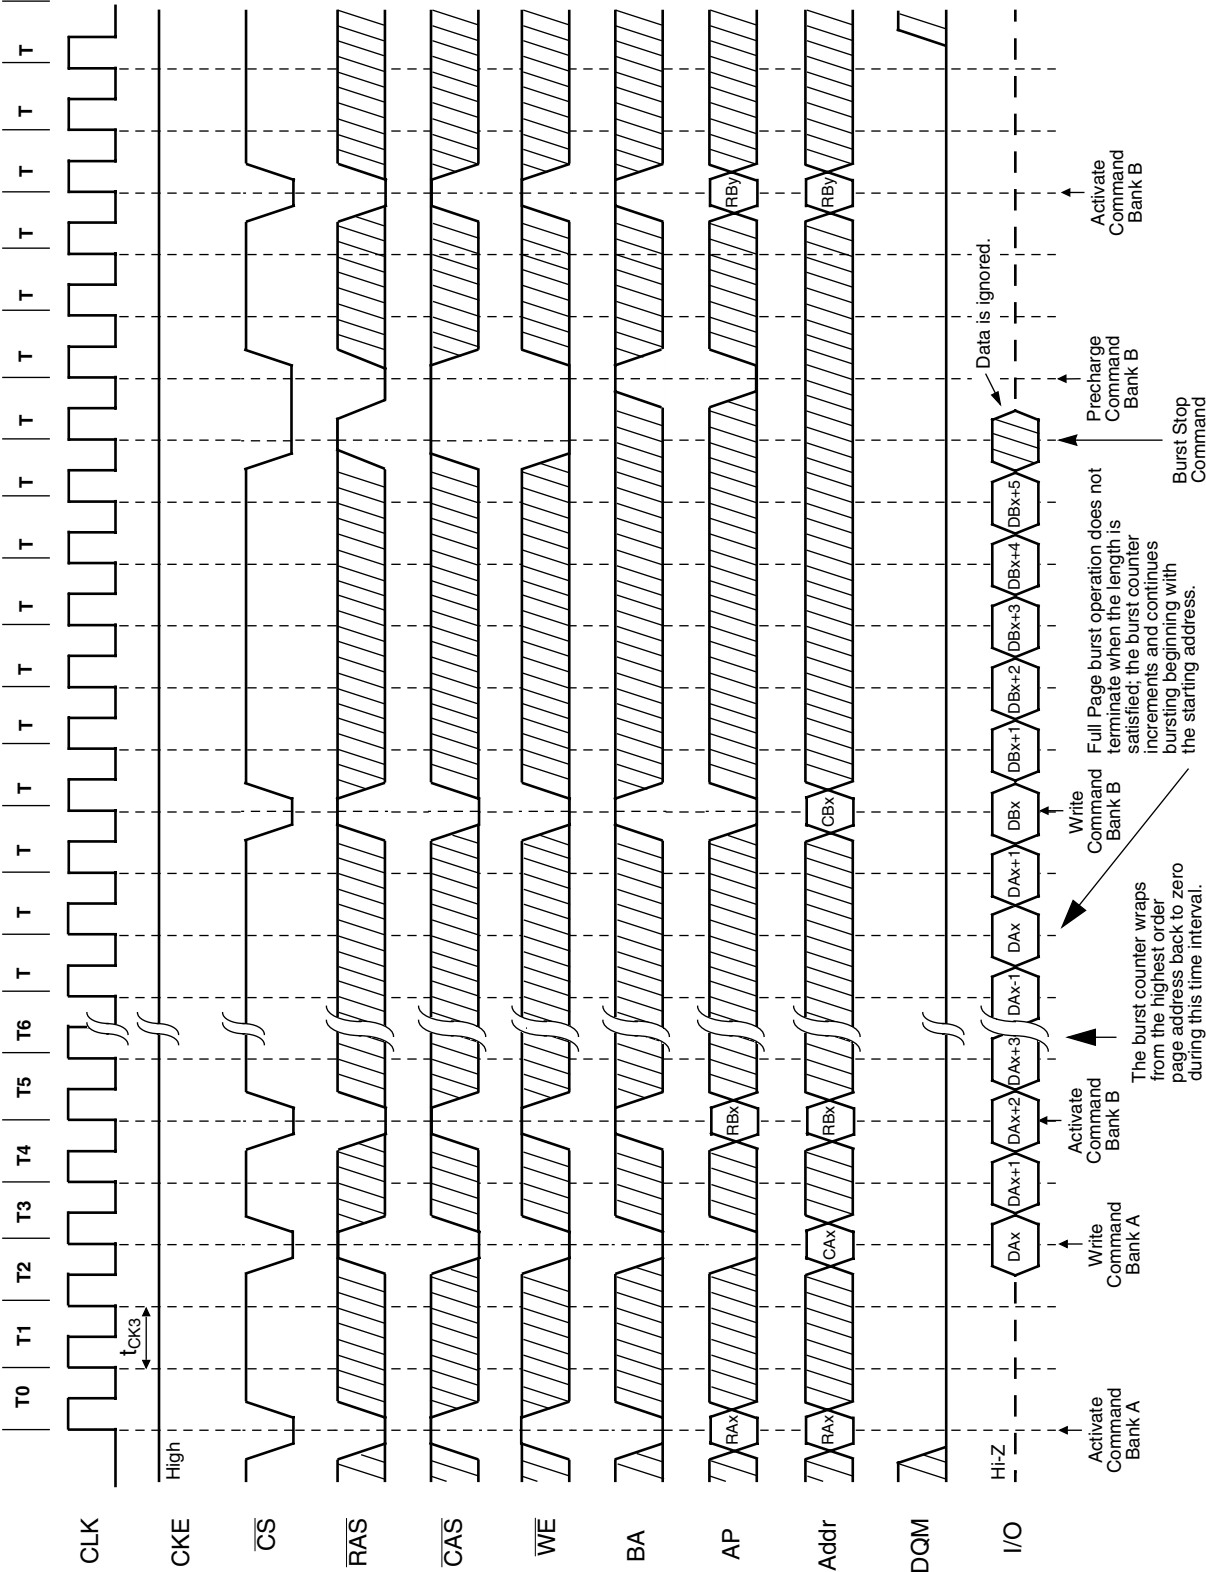 T0 T1 T2 T3 T4 T5 T6 T T T T T T T T T T T T T T T T
CLK
tCK3
CKE
High
CS
RAS
CAS
WE
BA
AP
RAx RBx RBy
Addr
RAx CAx RBx CBx RBy
DQM
I/O
Hi-Z
DAx DAx+1 DAx+2 DAx+3 DAx-1 DAx DAx+1 DBx DBx+1 DBx+2 DBx+3 DBx+4 DBx+5
Data is ignored.
Activate
Command
Bank A
Write
Command
Bank A
Activate
Command
Bank B
The burst counter wraps
from the highest order
page address back to zero
during this time interval.
Write
Command
Bank B
Full Page burst operation does not
terminate when the length is
satisfied; the burst counter
increments and continues
bursting beginning with
the starting address.
Burst Stop
Command
Precharge
Command
Bank B
Activate
Command
Bank B